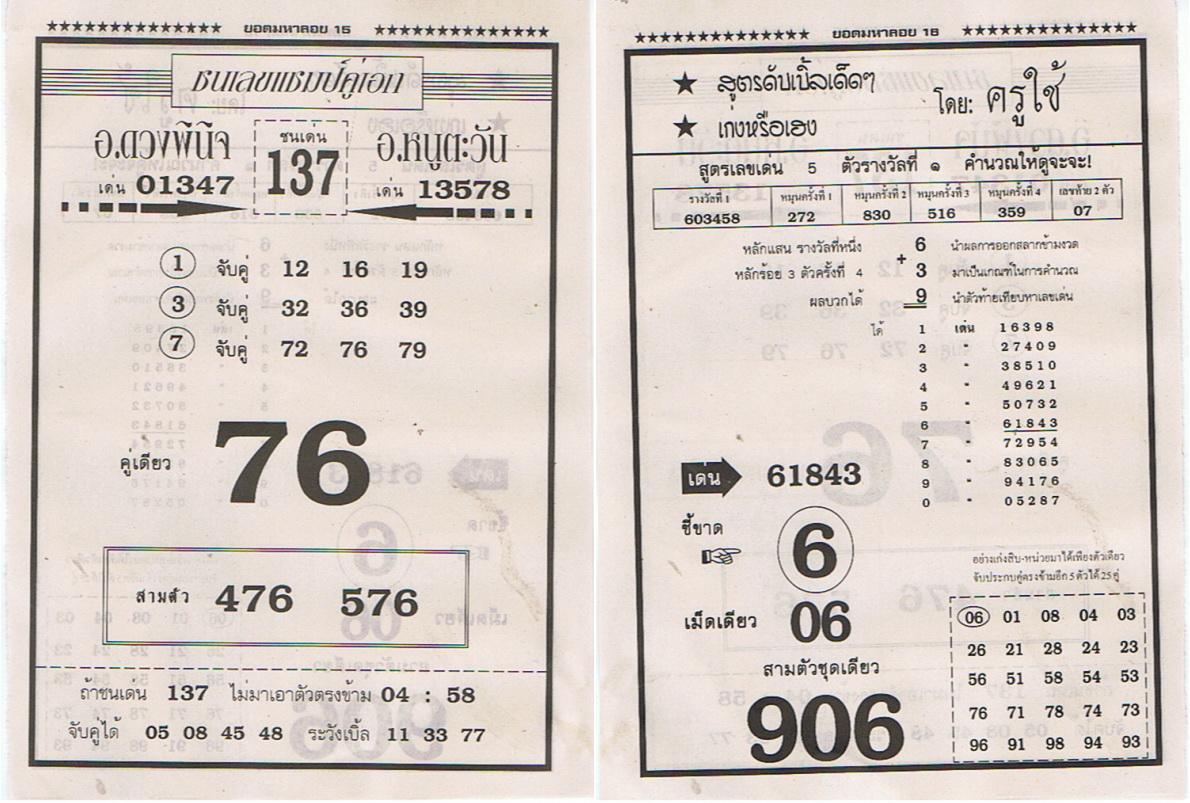 ★★★★★★★★★★★★★★ ยอดมหาลอย 15 ★★★★★★★★★★★★★★
ชนเลขแชมป์คู่เอก
อ.ดวงพินิจ ชนเด่น อ.หนูตะวัน
เด่น 01347 137 เด่น 13578
1 จับคู่ 12 16 19
3 จับคู่ 32 36 39
7 จับคู่ 72 76 79
คู่เดียว 76
สามตัว 476 576
ถ้าชนเดน 137 ไม่มาเอาตัวตรงข้าม 04 : 58
จับคูได้ 05 08 45 48 ระวังเบิ้ล 11 33 77
★★★★★★★★★★★★★★ ยอดมหาลอย 16 ★★★★★★★★★★★★★★
★ สูตรดับเบิ้ลเด็ดๆ โดย: ครูใช้
★ เก่งหรือเฮง
สูตรเลขเด่น 5 ตัวรางวัลที่ ๑ คำนวณให้ดูจะจะ!
รางวัลที่ 1 หมุนครั้งที่ 1 หมุนครั้งที่ 2 หมุนครั้งที่ 3 หมุนครั้งที่ 4 เลขท้าย 2 ตัว
603458 272 830 516 359 07
หลักแสน รางวัลที่หนึ่ง 6 นำผลการออกสลากข้ามงวด
+
หลักร้อย 3 ตัวครั้งที่ 4 3 มาเป็นเกณฑ์ในการคำนวณ
ผลบวกได้ 9 นำตัวท้ายเทียบหาเลขเด่น
ได้ 1 เด่น 16398
2 " 27409
3 " 38510
4 " 49621
5 " 50732
6 " 61843
7 " 72954
8 " 83065
9 " 94176
0 " 05287
เด่น 61843
ชี้ขาด 6
เม็ดเดียว 06
สามตัวชุดเดียว
906
อย่างเก่งสิบ-หน่วยมาได้เพียงตัวเดียว
จับประกบคู่ตรงข้ามอีก 5 ตัวได้ 25 คู่
06 01 08 04 03
26 21 28 24 23
56 51 58 54 53
76 71 78 74 73
96 91 98 94 93